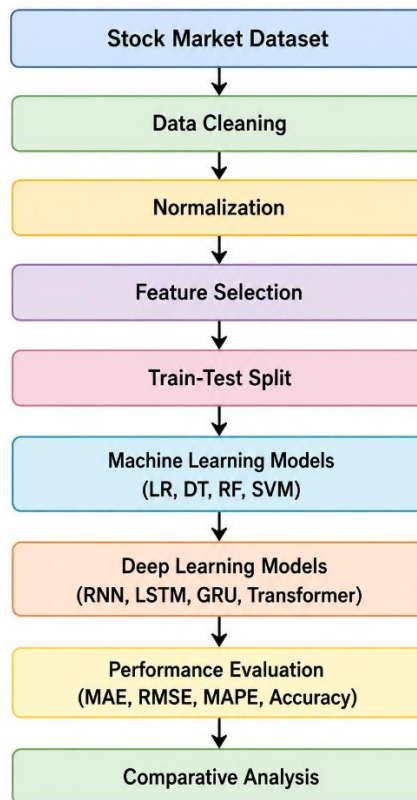 Stock Market Dataset
Data Cleaning
Normalization
Feature Selection
Train-Test Split
Machine Learning Models
(LR, DT, RF, SVM)
Deep Learning Models
(RNN, LSTM, GRU, Transformer)
Performance Evaluation
(MAE, RMSE, MAPE, Accuracy)
Comparative Analysis